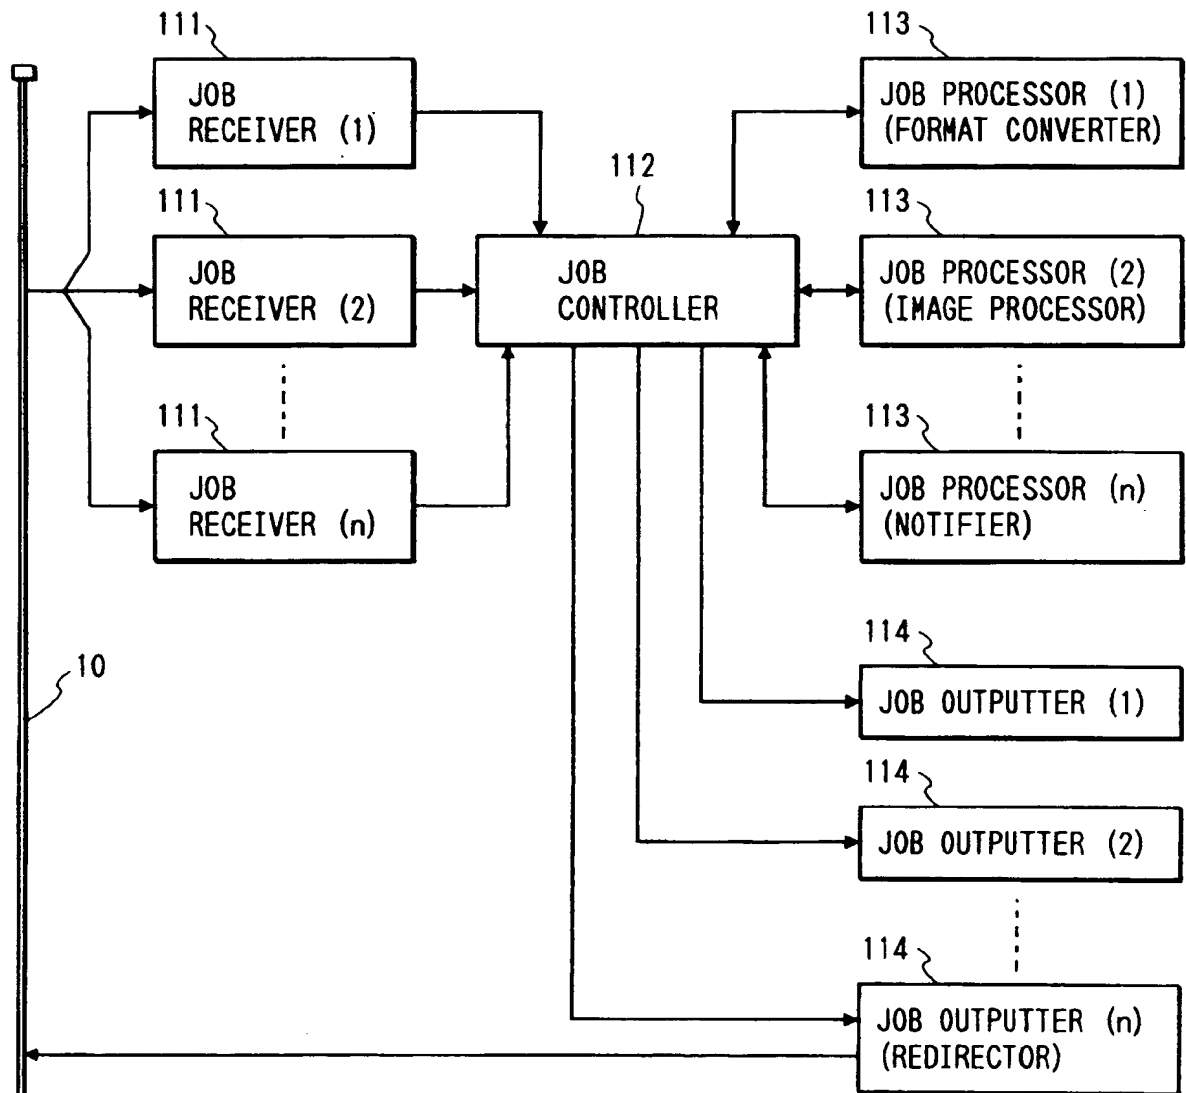 111
JOB
RECEIVER (1)
111
JOB
RECEIVER (2)
111
JOB
RECEIVER (n)
10
112
JOB
CONTROLLER
113
JOB PROCESSOR (1)
(FORMAT CONVERTER)
113
JOB PROCESSOR (2)
(IMAGE PROCESSOR)
113
JOB PROCESSOR (n)
(NOTIFIER)
114
JOB OUTPUTTER (1)
114
JOB OUTPUTTER (2)
114
JOB OUTPUTTER (n)
(REDIRECTOR)